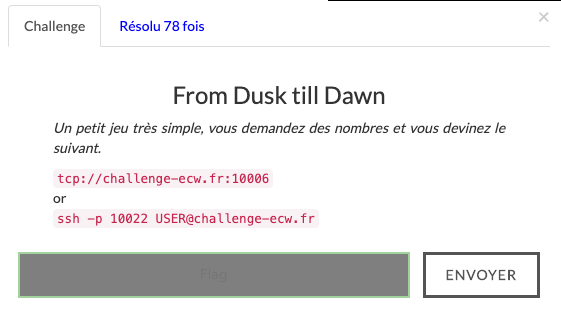 Challenge
Résolu 78 fois
×
From Dusk till Dawn
Un petit jeu très simple, vous demandez des nombres et vous devinez le
suivant.
tcp://challenge-ecw.fr:10006
or
ssh -p 10022 USER@challenge-ecw.fr
Flag
ENVOYER